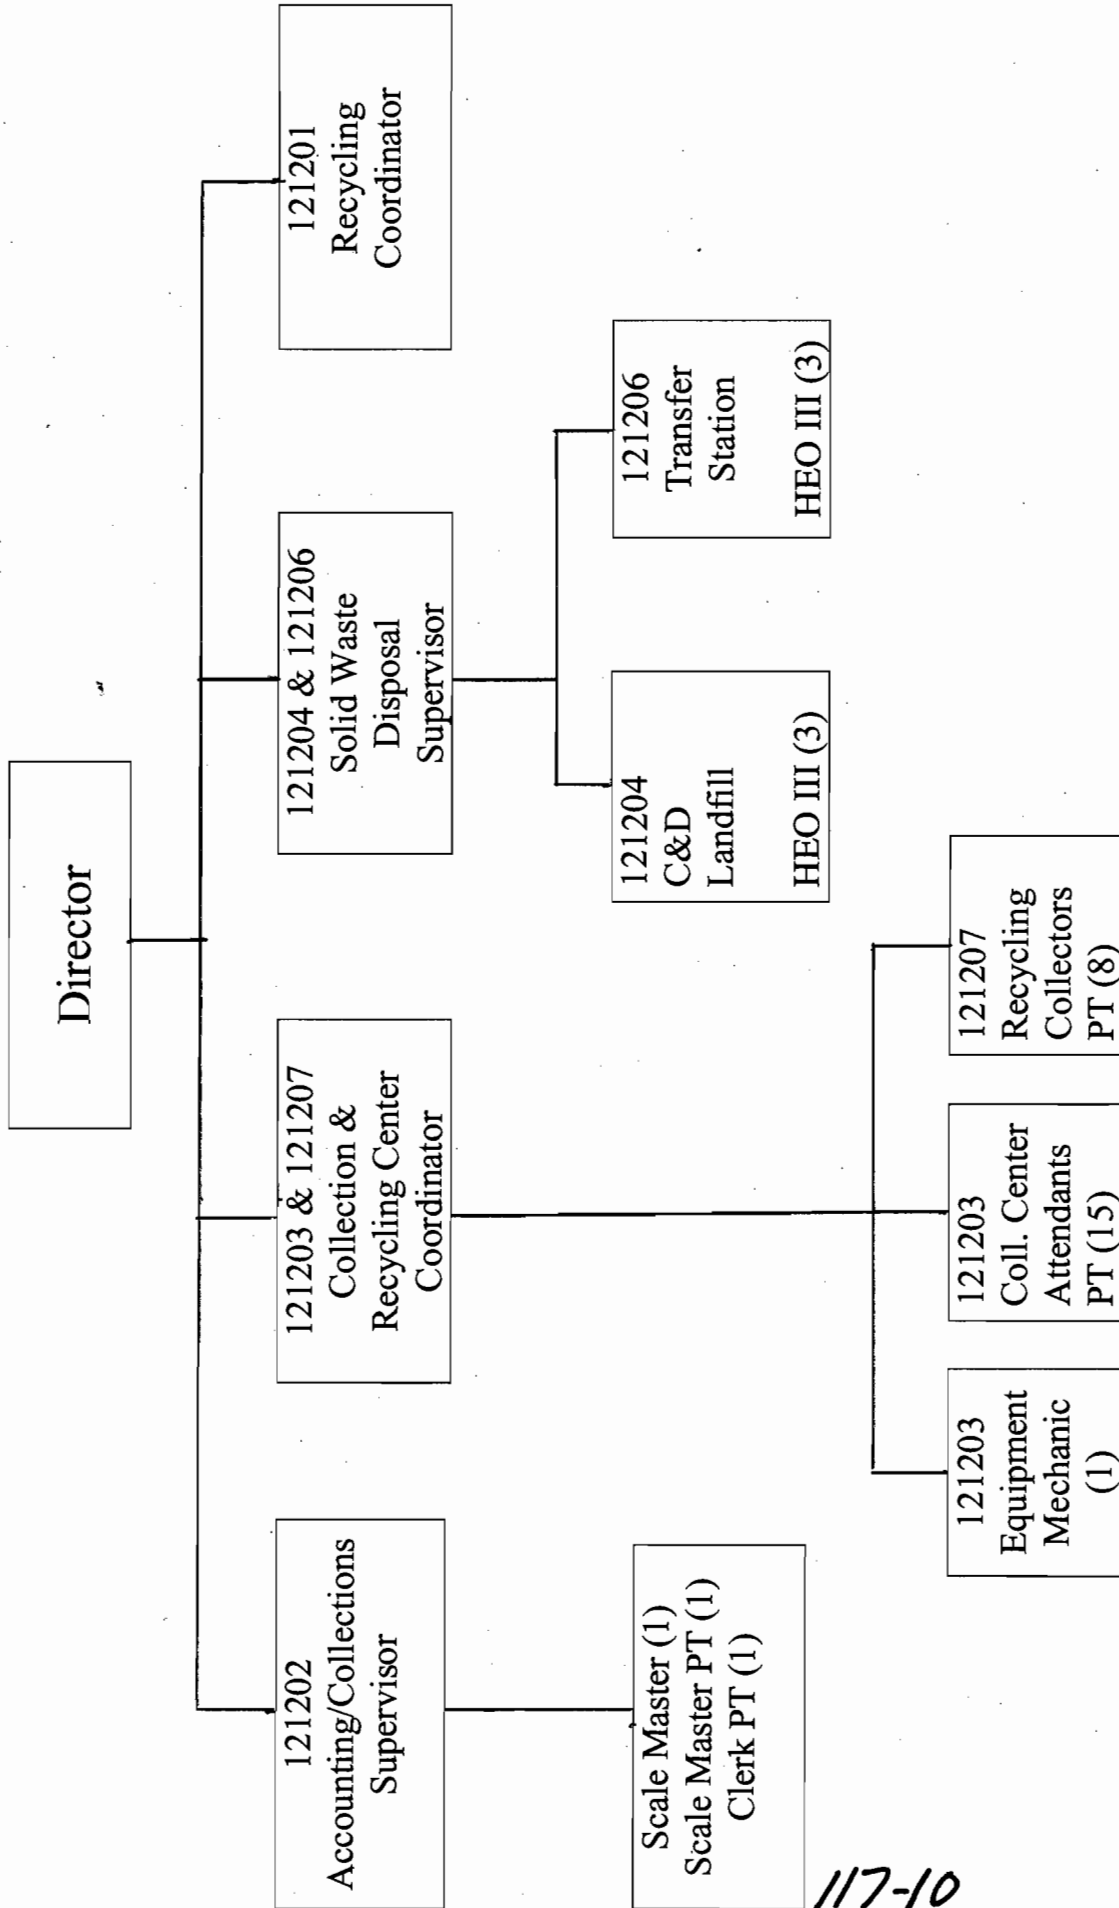 Director
121202
Accounting/Collections
Supervisor
121203 & 121207
Collection &
Recycling Center
Coordinator
121204 & 121206
Solid Waste
Disposal
Supervisor
121201
Recycling
Coordinator
Scale Master (1)
Scale Master PT (1)
Clerk PT (1)
121204
C&D
Landfill
HEO III (3)
121206
Transfer
Station
HEO III (3)
121203
Equipment
Mechanic
(1)
121203
Coll. Center
Attendants
PT (15)
121207
Recycling
Collectors
PT (8)
117-10